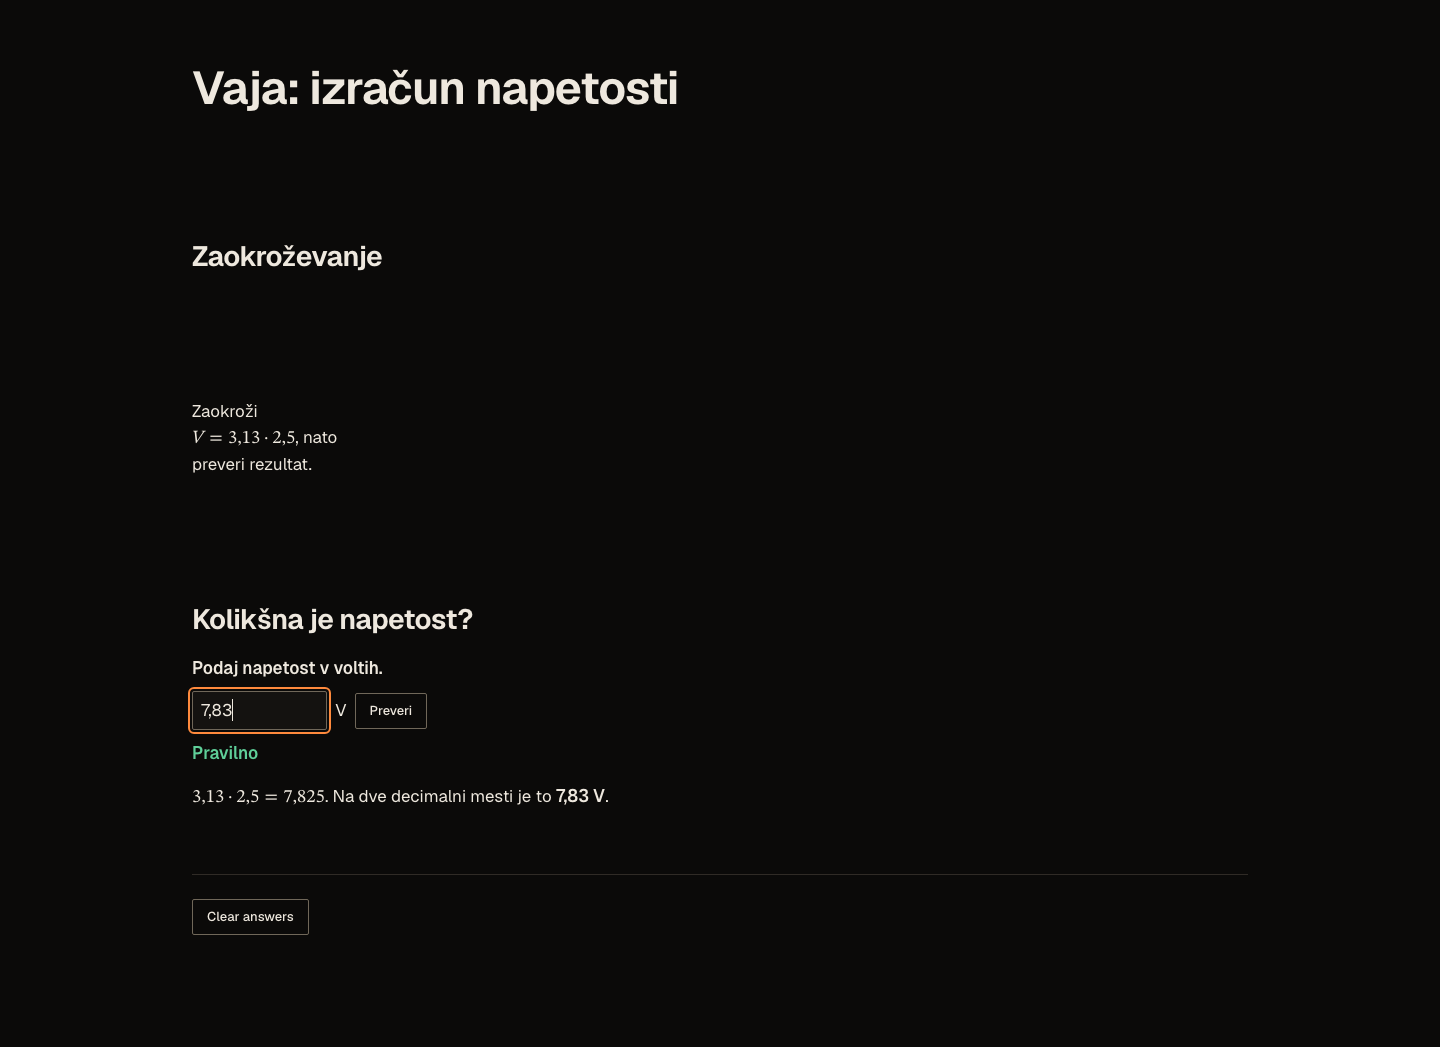 Vaja: izračun napetosti
Zaokroževanje
Zaokroži
V = 3,13 · 2,5, nato
preveri rezultat.
Kolikšna je napetost?
Podaj napetost v voltih.
7,83 V Preveri
Pravilno
3,13 · 2,5 = 7,825. Na dve decimalni mesti je to 7,83 V.
Clear answers